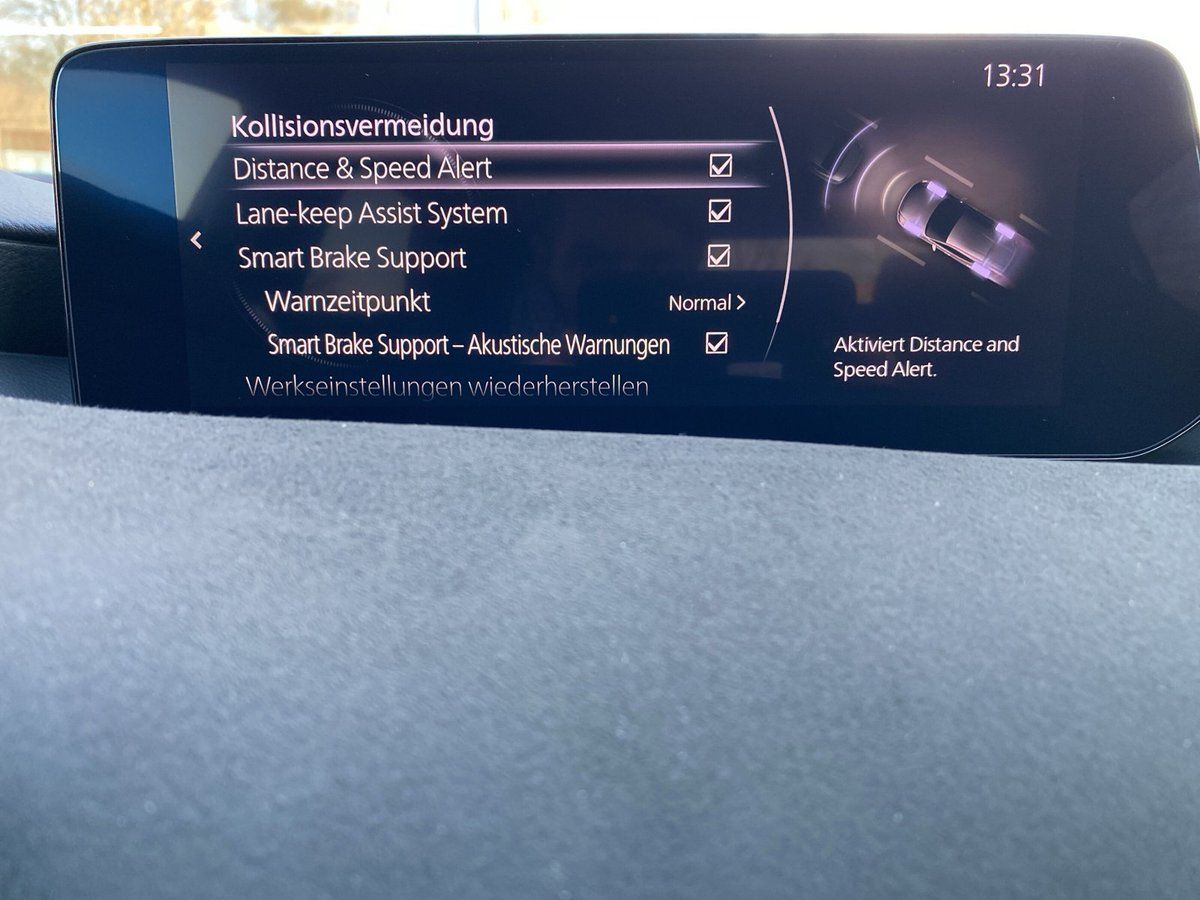 13:31
Kollisionsvermeidung
Distance & Speed Alert
Lane-keep Assist System
Smart Brake Support
Warnzeitpunkt Normal >
Smart Brake Support – Akustische Warnungen
Werkseinstellungen wiederherstellen
Aktiviert Distance and
Speed Alert.